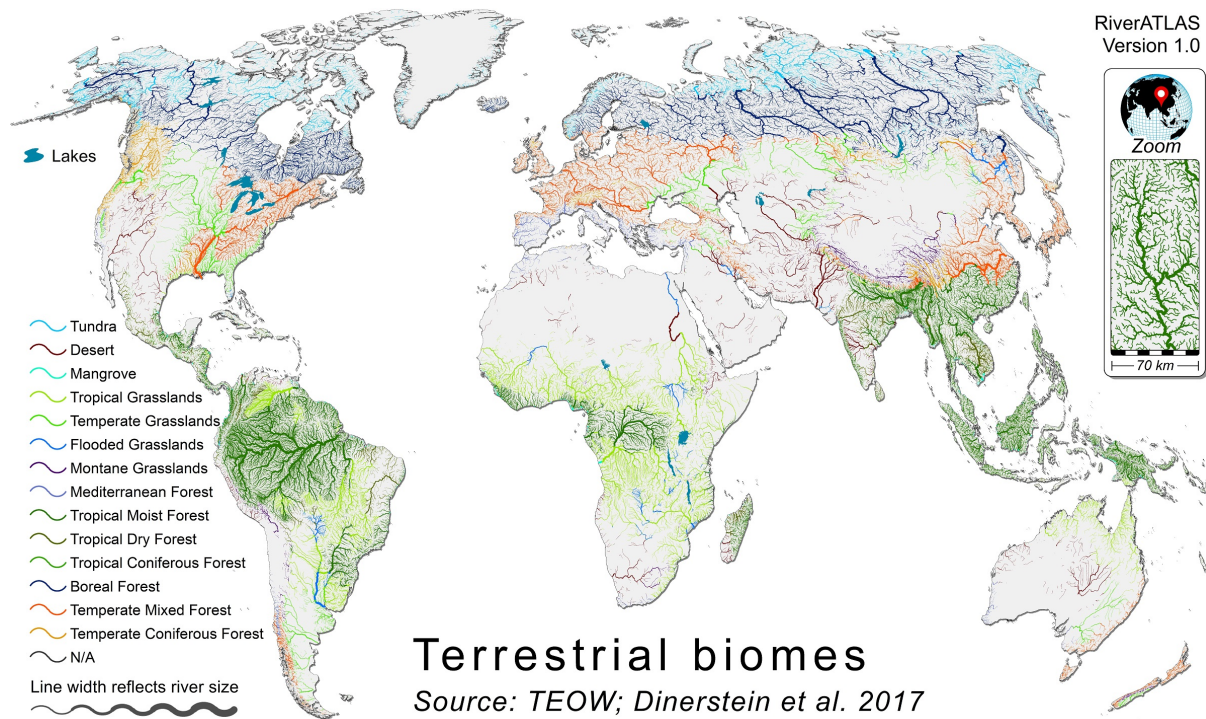 RiverATLAS
Version 1.0
Zoom
70 km
Lakes
Tundra
Desert
Mangrove
Tropical Grasslands
Temperate Grasslands
Flooded Grasslands
Montane Grasslands
Mediterranean Forest
Tropical Moist Forest
Tropical Dry Forest
Tropical Coniferous Forest
Boreal Forest
Temperate Mixed Forest
Temperate Coniferous Forest
N/A
Line width reflects river size
Terrestrial biomes
Source: TEOW; Dinerstein et al. 2017